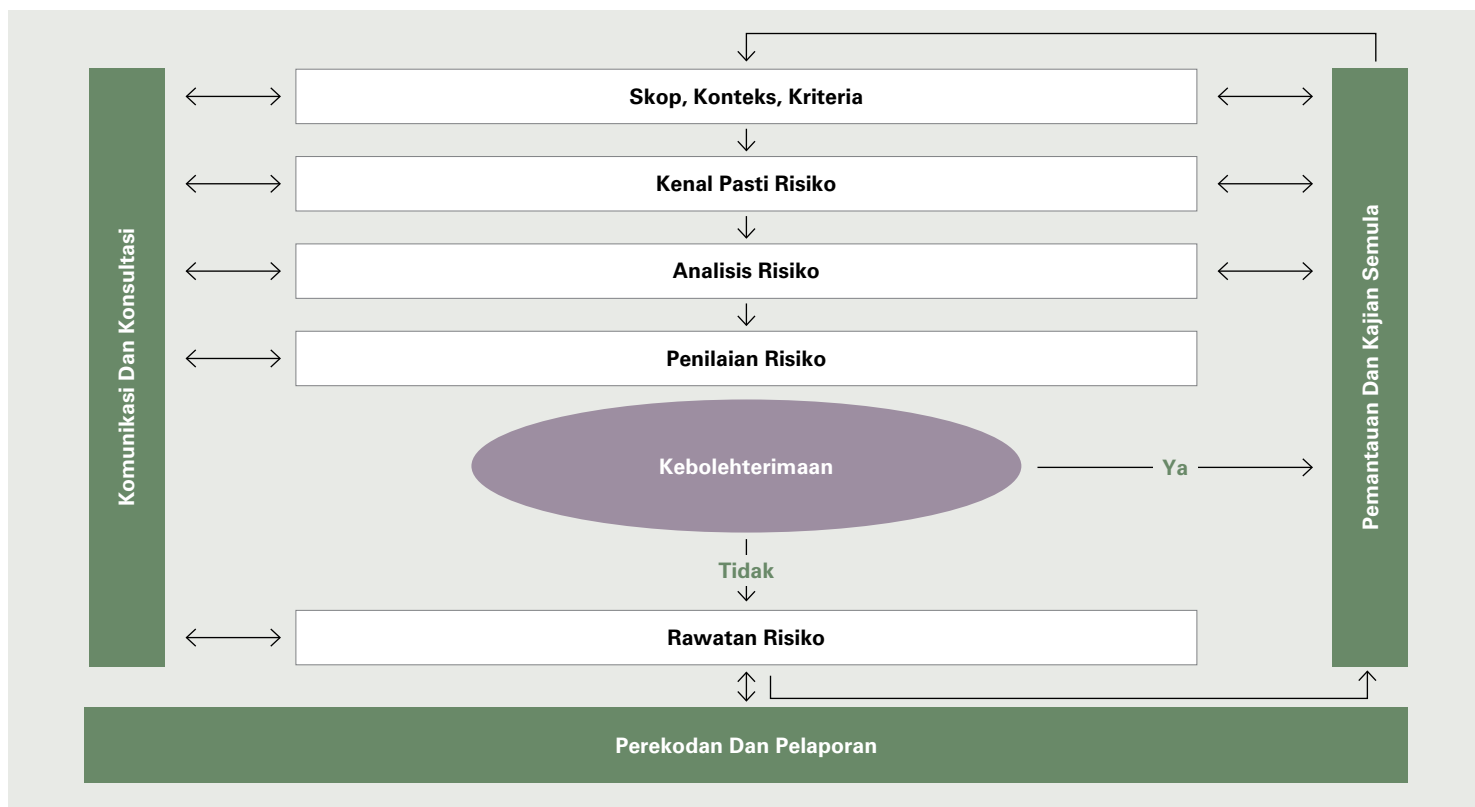 Komunikasi Dan Konsultasi
Skop, Konteks, Kriteria
Kenal Pasti Risiko
Analisis Risiko
Penilaian Risiko
Kebolehterimaan
Ya
Tidak
Rawatan Risiko
Pemantauan Dan Kajian Semula
Perekodan Dan Pelaporan